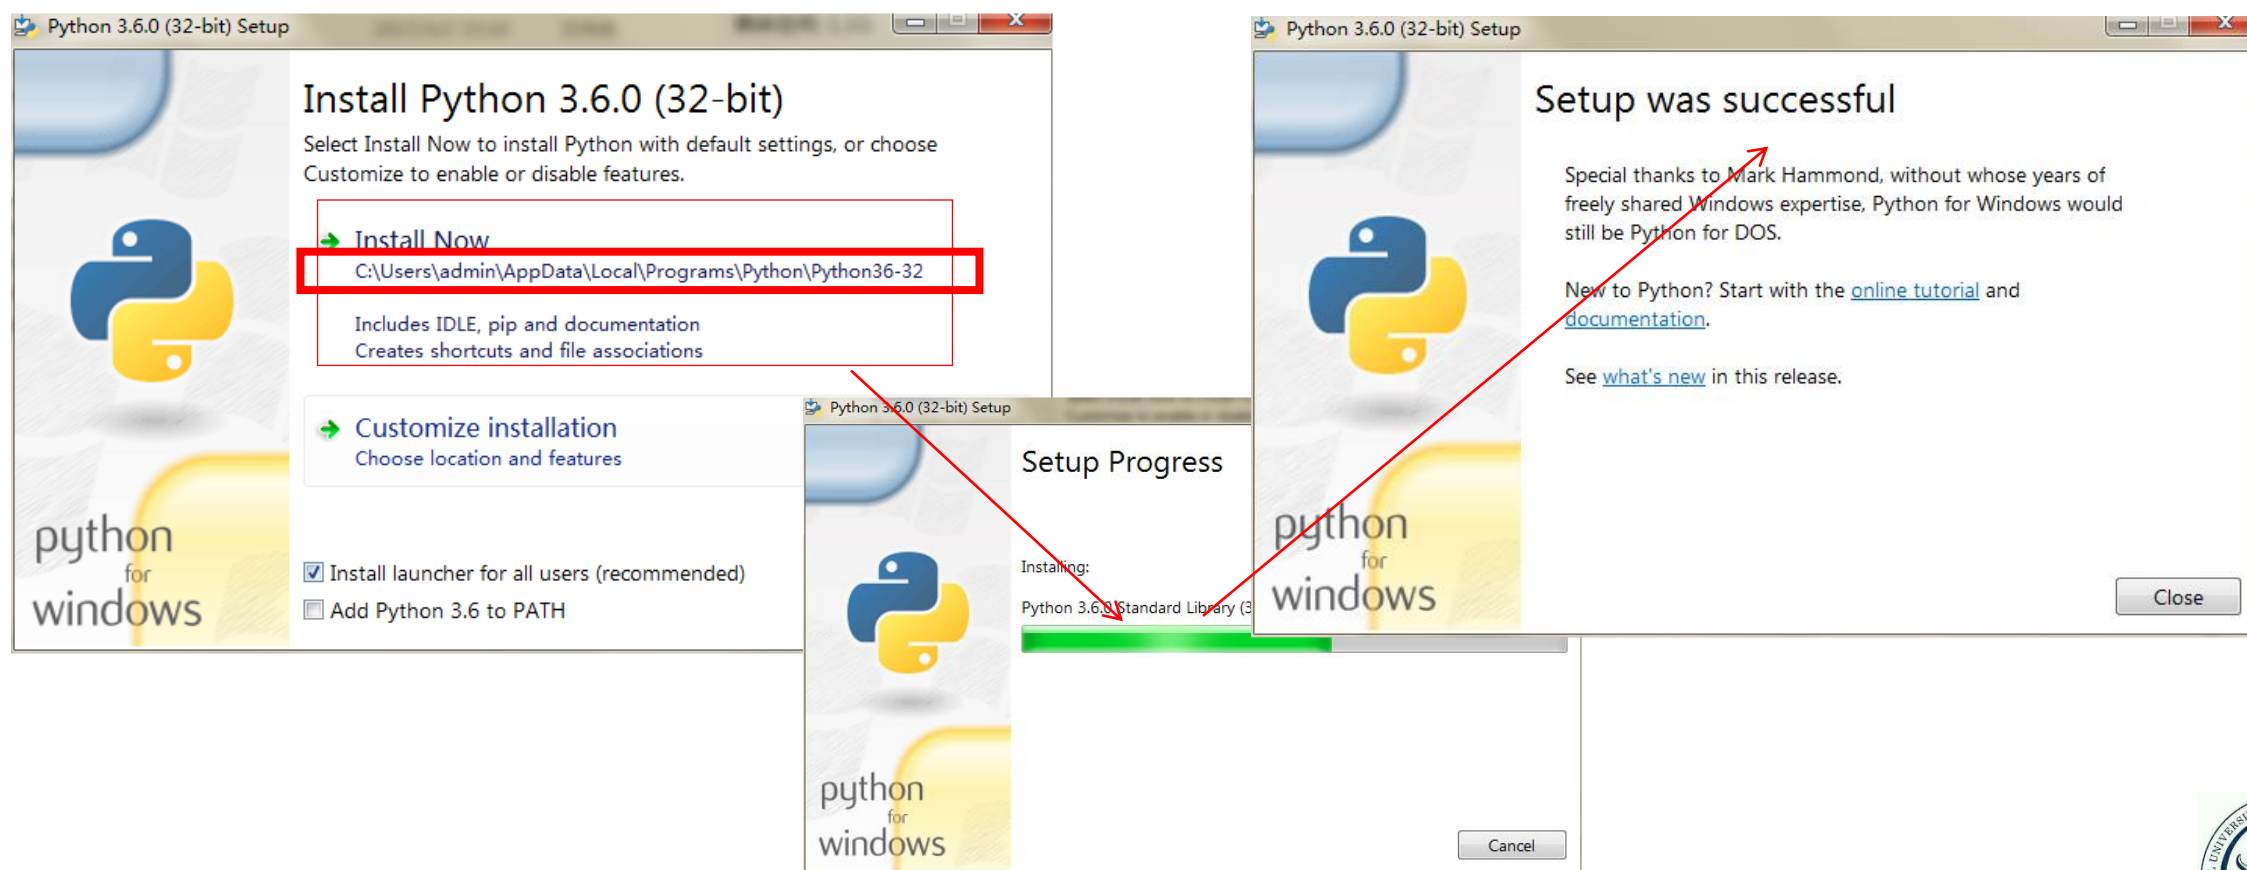 Python 3.6.0 (32-bit) Setup
Install Python 3.6.0 (32-bit)
Select Install Now to install Python with default settings, or choose
Customize to enable or disable features.
Install Now
C:\Users\admin\AppData\Local\Programs\Python\Python36-32
Includes IDLE, pip and documentation
Creates shortcuts and file associations
Customize installation
Choose location and features
Install launcher for all users (recommended)
Add Python 3.6 to PATH
python
for
windows
Python 3.6.0 (32-bit) Setup
Setup Progress
Installing:
Python 3.6.0 Standard Library (3
python
for
windows
Cancel
Python 3.6.0 (32-bit) Setup
Setup was successful
Special thanks to Mark Hammond, without whose years of
freely shared Windows expertise, Python for Windows would
still be Python for DOS.
New to Python? Start with the online tutorial and
documentation.
See what's new in this release.
python
for
windows
Close